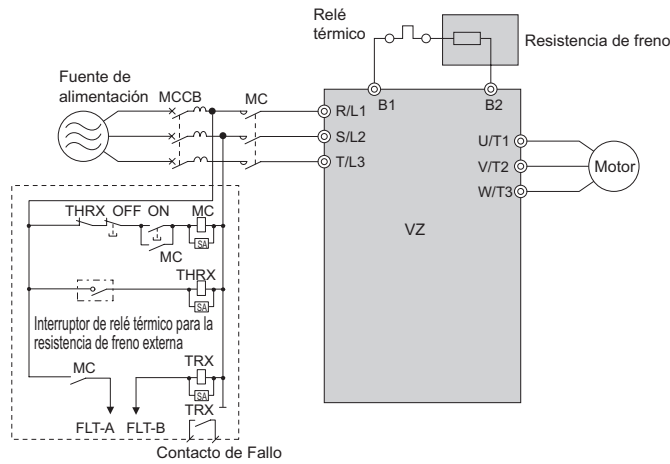 Relé
térmico
Resistencia de freno
Fuente de
alimentación
MCCB
MC
B1
B2
R/L1
S/L2
T/L3
U/T1
V/T2
W/T3
Motor
VZ
THRX OFF ON MC
SA
MC
THRX
SA
Interruptor de relé térmico para la
resistencia de freno externa
MC
TRX
SA
TRX
FLT-A FLT-B
Contacto de Fallo